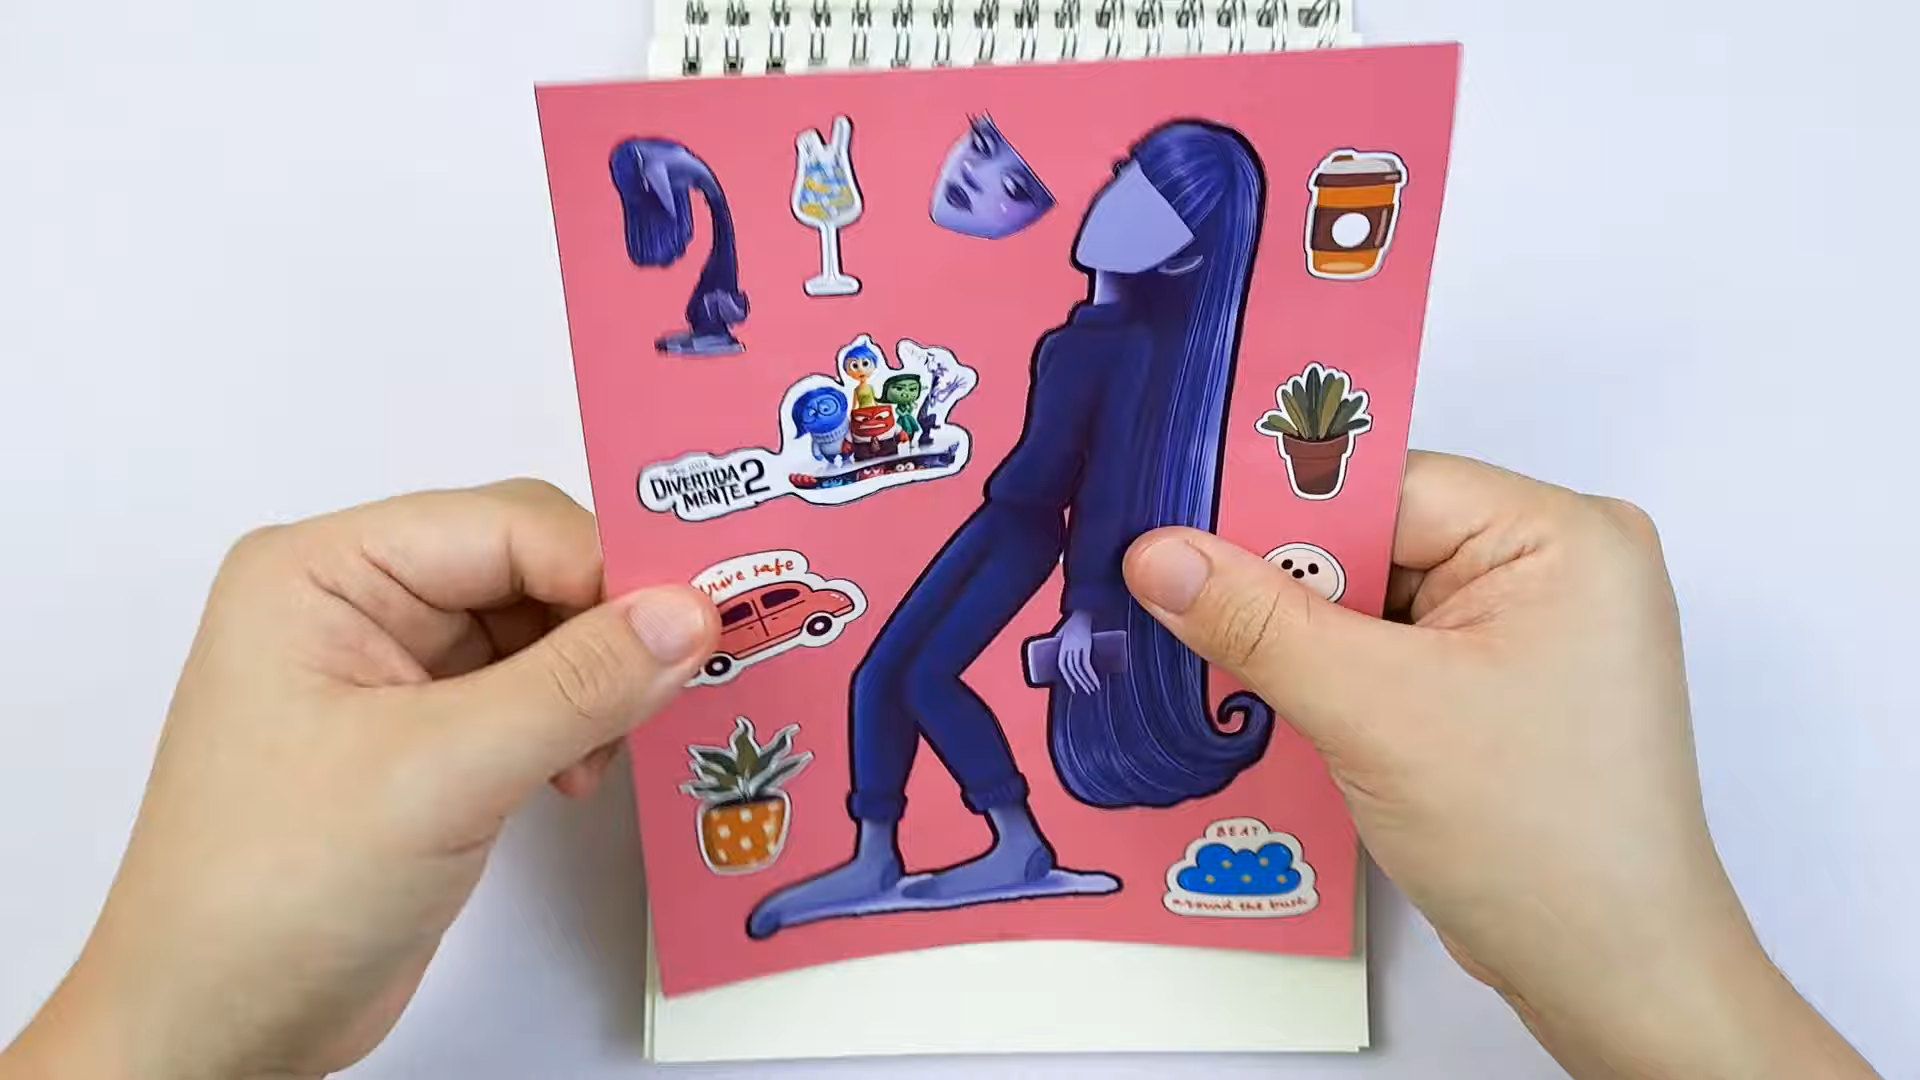 DIVERTIDA
MENTE 2
Drive safe
BEAT
around the bush